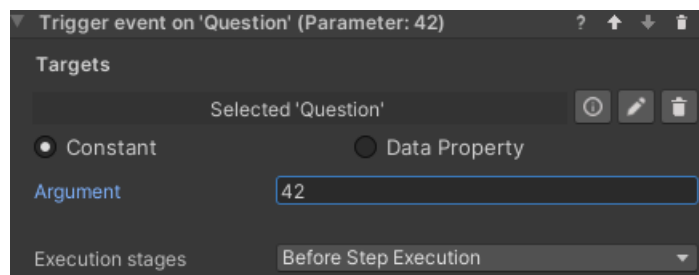 Trigger event on 'Question' (Parameter: 42) ?
Targets
Selected 'Question'
Constant Data Property
Argument 42
Execution stages Before Step Execution